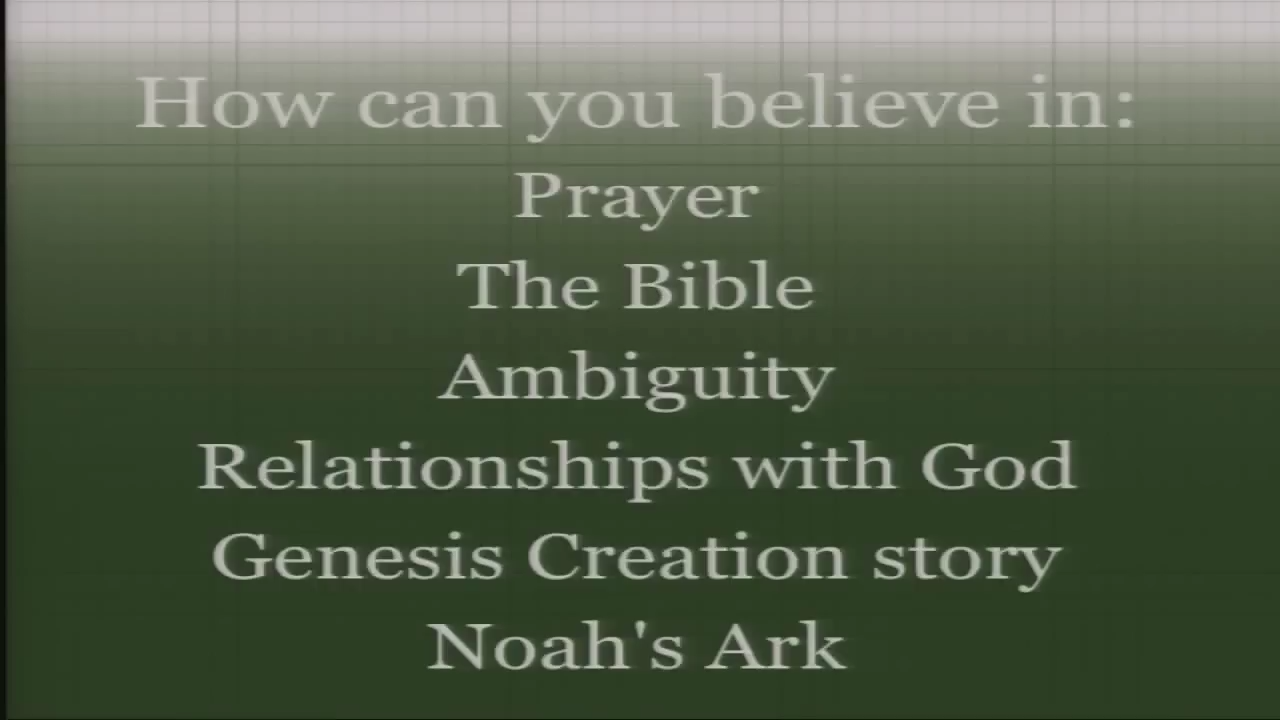 How can you believe in:
Prayer
The Bible
Ambiguity
Relationships with God
Genesis Creation story
Noah's Ark